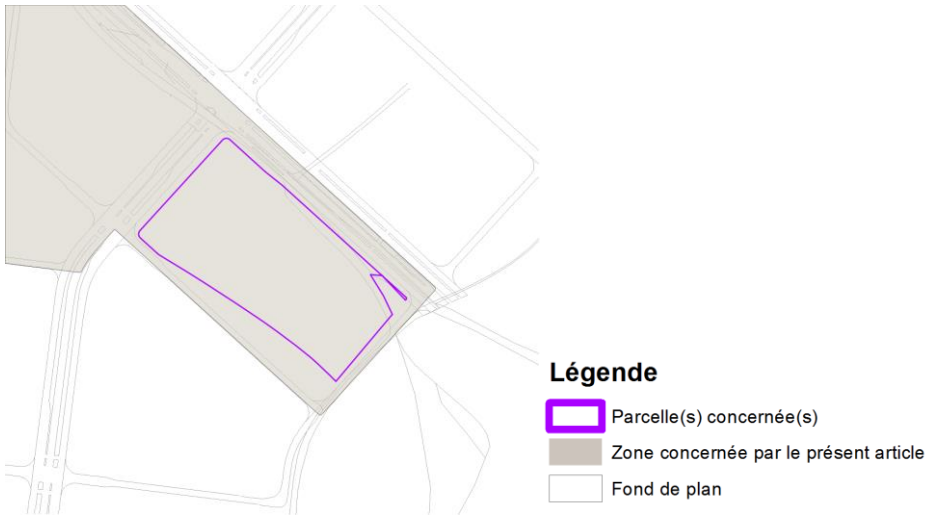 Légende
Parcelle(s) concernée(s)
Zone concernée par le présent article
Fond de plan